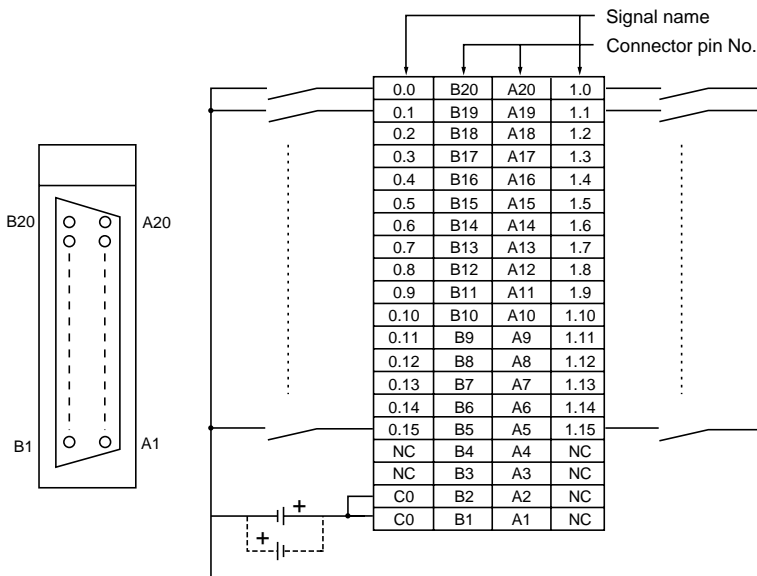 Signal name
Connector pin No.
0.0 B20 A20 1.0
0.1 B19 A19 1.1
0.2 B18 A18 1.2
0.3 B17 A17 1.3
0.4 B16 A16 1.4
0.5 B15 A15 1.5
0.6 B14 A14 1.6
0.7 B13 A13 1.7
0.8 B12 A12 1.8
0.9 B11 A11 1.9
0.10 B10 A10 1.10
0.11 B9 A9 1.11
0.12 B8 A8 1.12
0.13 B7 A7 1.13
0.14 B6 A6 1.14
0.15 B5 A5 1.15
NC B4 A4 NC
NC B3 A3 NC
C0 B2 A2 NC
C0 B1 A1 NC
B20 A20
B1 A1
+
+